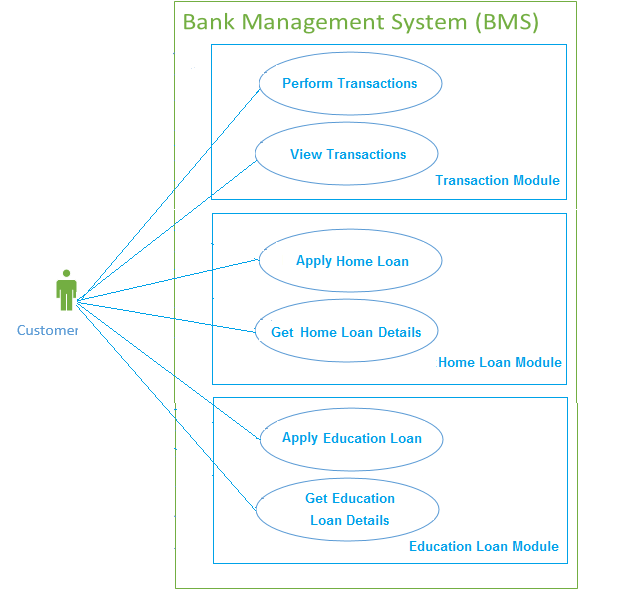 Bank Management System (BMS)
Perform Transactions
View Transactions
Transaction Module
Apply Home Loan
Customer
Get Home Loan Details
Home Loan Module
Apply Education Loan
Get Education
Loan Details
Education Loan Module